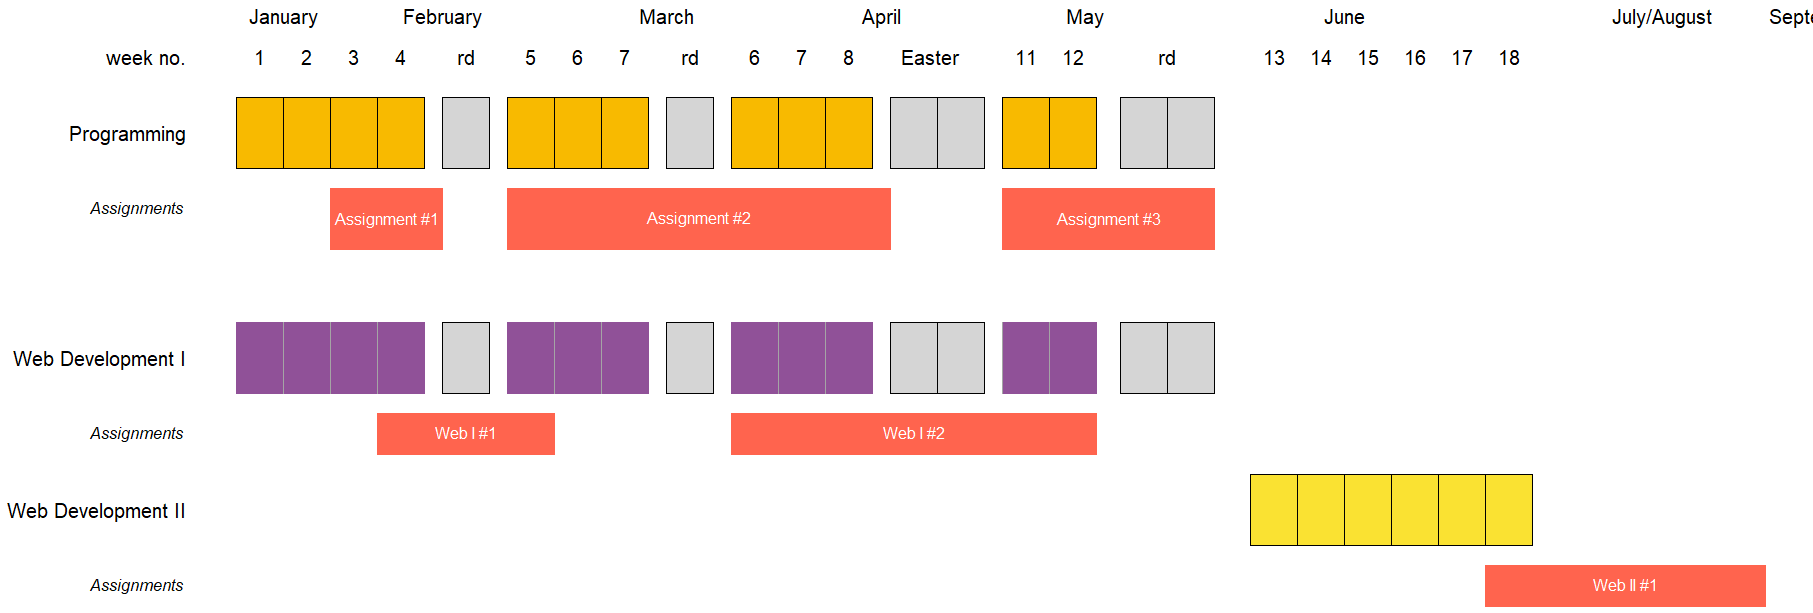 January February March April May June July/August Septe
week no. 1 2 3 4 rd 5 6 7 rd 6 7 8 Easter 11 12 rd 13 14 15 16 17 18
Programming
Assignments Assignment #1 Assignment #2 Assignment #3
Web Development I
Assignments Web I #1 Web I #2
Web Development II
Assignments Web II #1